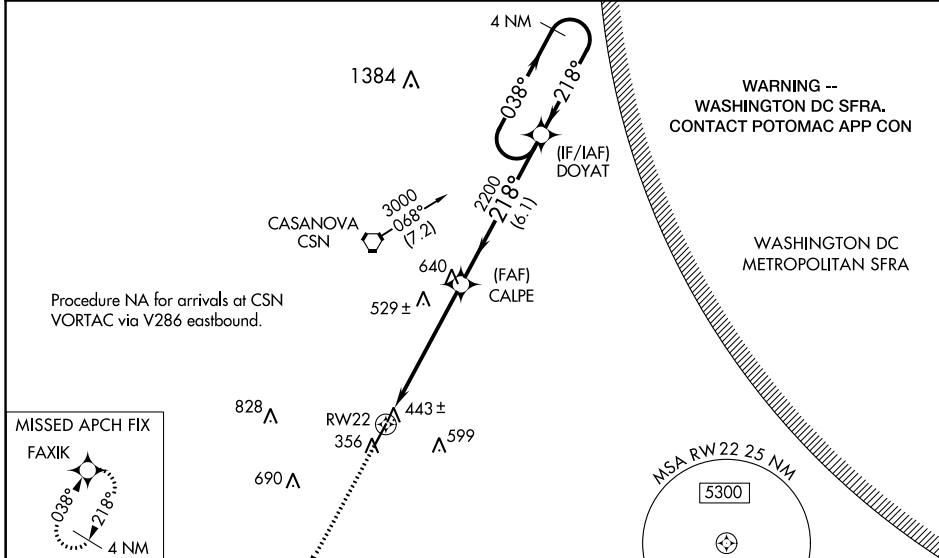 4 NM
1384
038°
218°
WARNING --
WASHINGTON DC SFRA.
CONTACT POTOMAC APP CON
(IF/IAF)
DOYAT
2200
218°
(6.1)
3000
068°
(7.2)
CASANOVA
CSN
WASHINGTON DC
METROPOLITAN SFRA
640
(FAF)
CALPE
529 ±
Procedure NA for arrivals at CSN
VORTAC via V286 eastbound.
828
RW22
443 ±
356
599
690
MISSED APCH FIX
FAXIK
038°
218°
4 NM
MSA RW 22 25 NM
5300